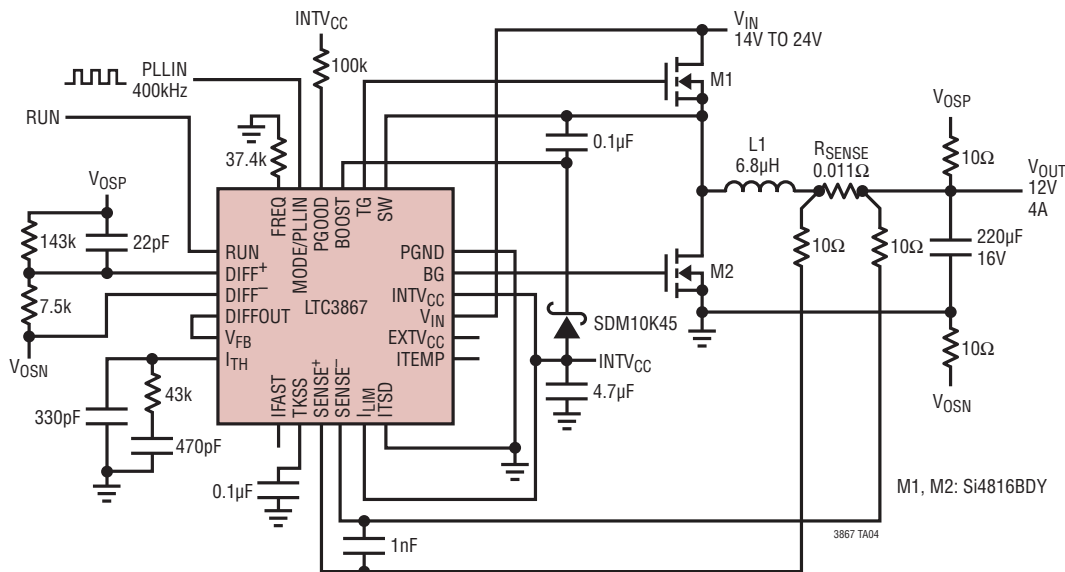 INTVCC
100k
PLLIN
400kHz
RUN
37.4k
VIN
14V TO 24V
M1
0.1µF
L1
6.8µH
RSENSE
0.011Ω
VOSP
10Ω
VOUT
12V
4A
10Ω
10Ω
220µF
16V
M2
SDM10K45
INTVCC
4.7µF
10Ω
VOSN
VOSP
143k
22pF
7.5k
VOSN
FREQ
MODE/PLLIN
PGOOD
BOOST
TG
SW
RUN
DIFF+
DIFF–
DIFFOUT
VFB
ITH
LTC3867
PGND
BG
INTVCC
VIN
EXTVCC
ITEMP
IFAST
TKSS
SENSE+
SENSE–
ILIM
ITSD
330pF
43k
470pF
0.1µF
1nF
M1, M2: Si4816BDY
3867 TA04